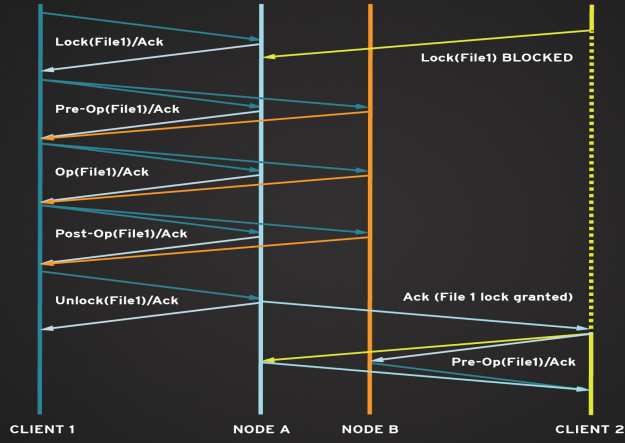 Lock(File1)/Ack
Lock(File1) BLOCKED
Pre-Op(File1)/Ack
Op(File1)/Ack
Post-Op(File1)/Ack
Unlock(File1)/Ack
Ack (File 1 lock granted)
Pre-Op(File1)/Ack
CLIENT 1
NODE A
NODE B
CLIENT 2